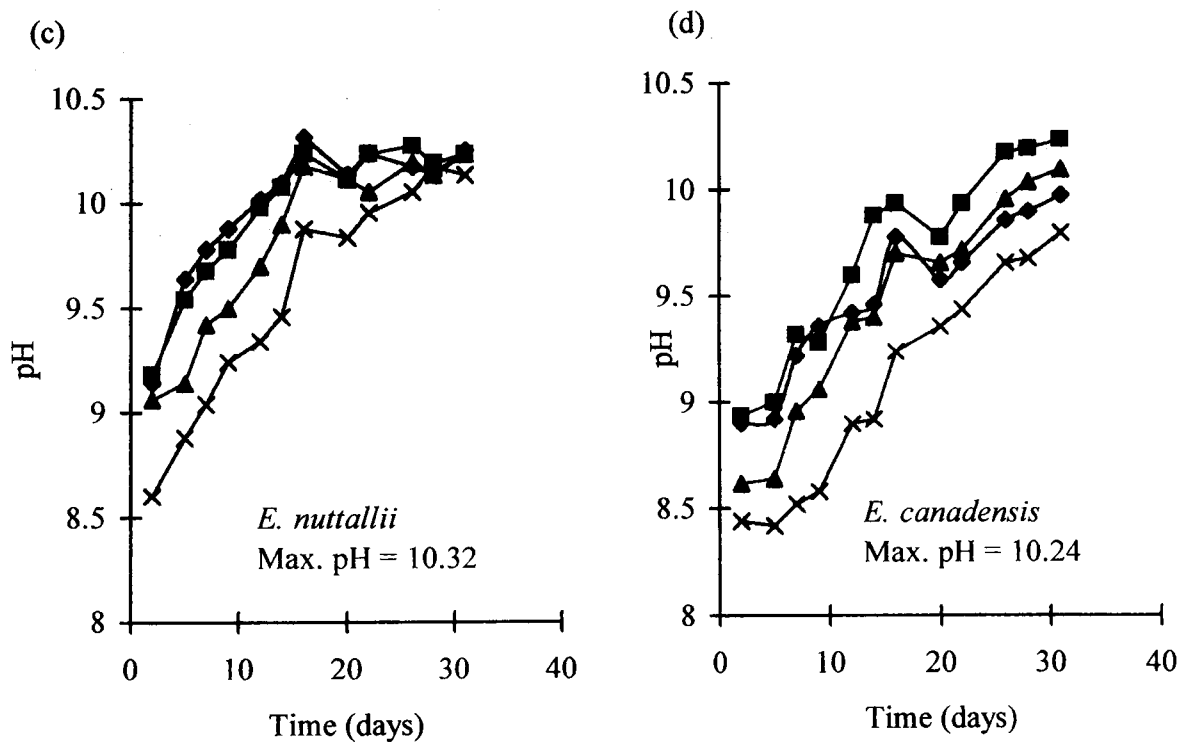 (c)
10.5
10
9.5
9
8.5
8
pH
0
10
20
30
40
Time (days)
E. nuttallii
Max. pH = 10.32
(d)
10.5
10
9.5
9
8.5
8
pH
0
10
20
30
40
Time (days)
E. canadensis
Max. pH = 10.24